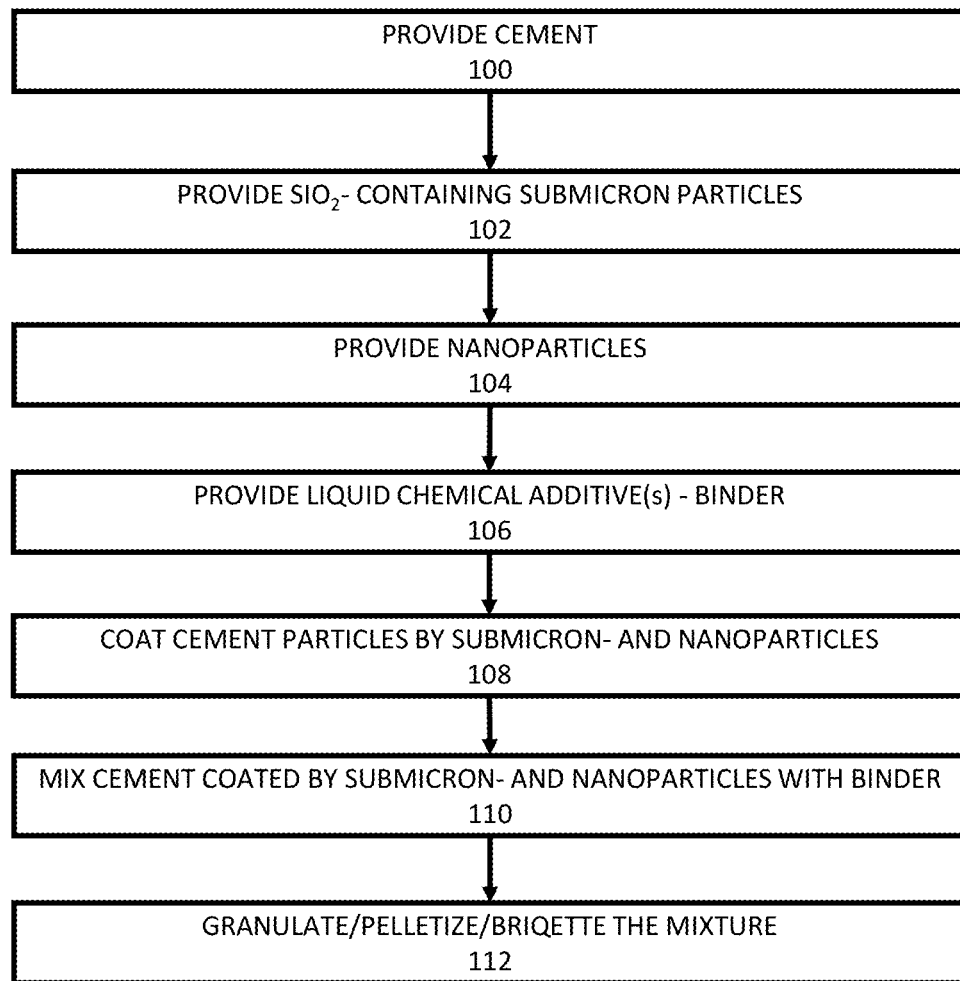 PROVIDE CEMENT
100
PROVIDE SIO₂- CONTAINING SUBMICRON PARTICLES
102
PROVIDE NANOPARTICLES
104
PROVIDE LIQUID CHEMICAL ADDITIVE(s) - BINDER
106
COAT CEMENT PARTICLES BY SUBMICRON- AND NANOPARTICLES
108
MIX CEMENT COATED BY SUBMICRON- AND NANOPARTICLES WITH BINDER
110
GRANULATE/PELLETIZE/BRIQETTE THE MIXTURE
112